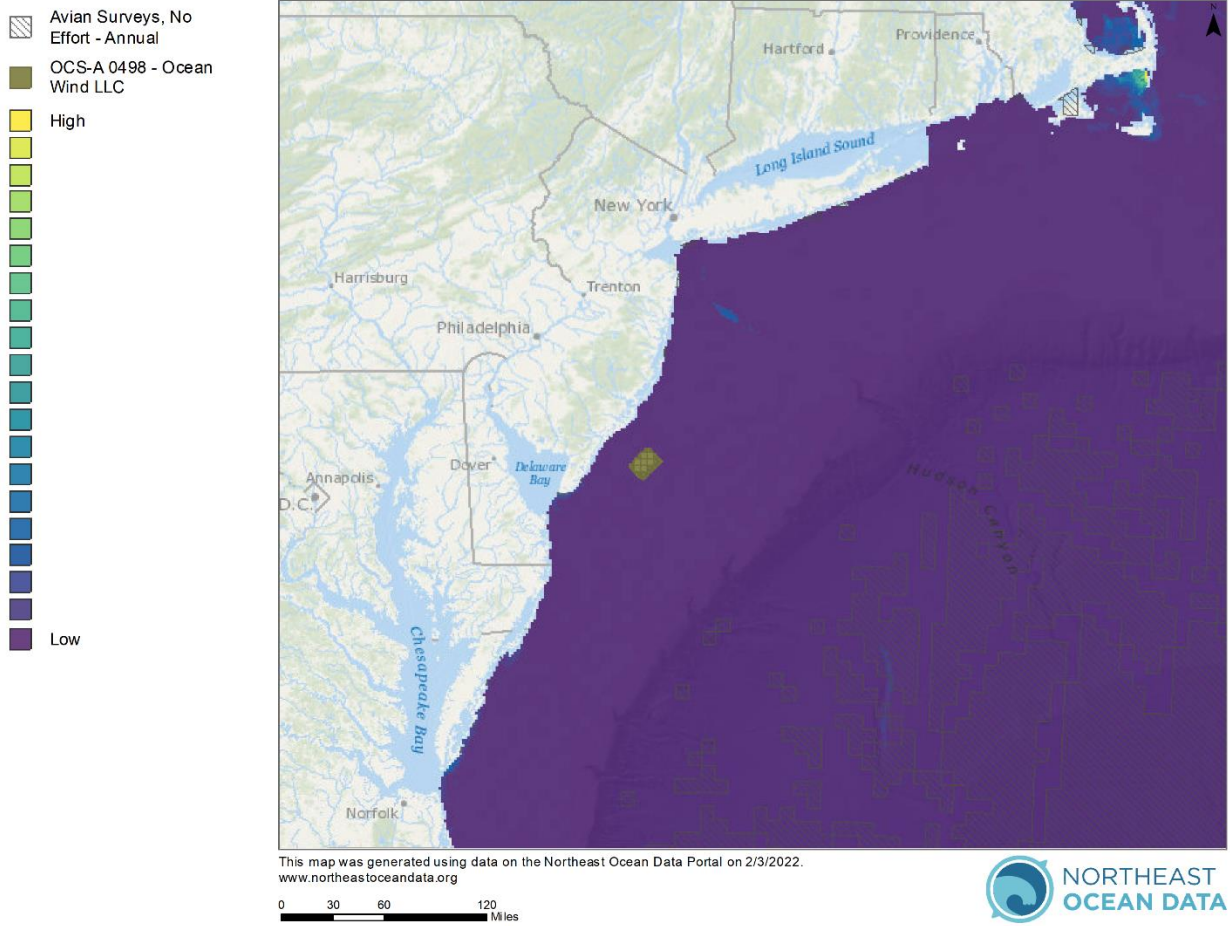 Avian Surveys, No
Effort - Annual
OCS-A 0498 - Ocean
Wind LLC
High
Low
N
Hartford
Providence
Long Island Sound
New York
Harrisburg
Trenton
Philadelphia
Dover
Delaware
Bay
Annapolis
D.C.
Hudson Canyon
Chesapeake Bay
Norfolk
This map was generated using data on the Northeast Ocean Data Portal on 2/3/2022.
www.northeastoceandata.org
0 30 60 120
Miles
NORTHEAST
OCEAN DATA